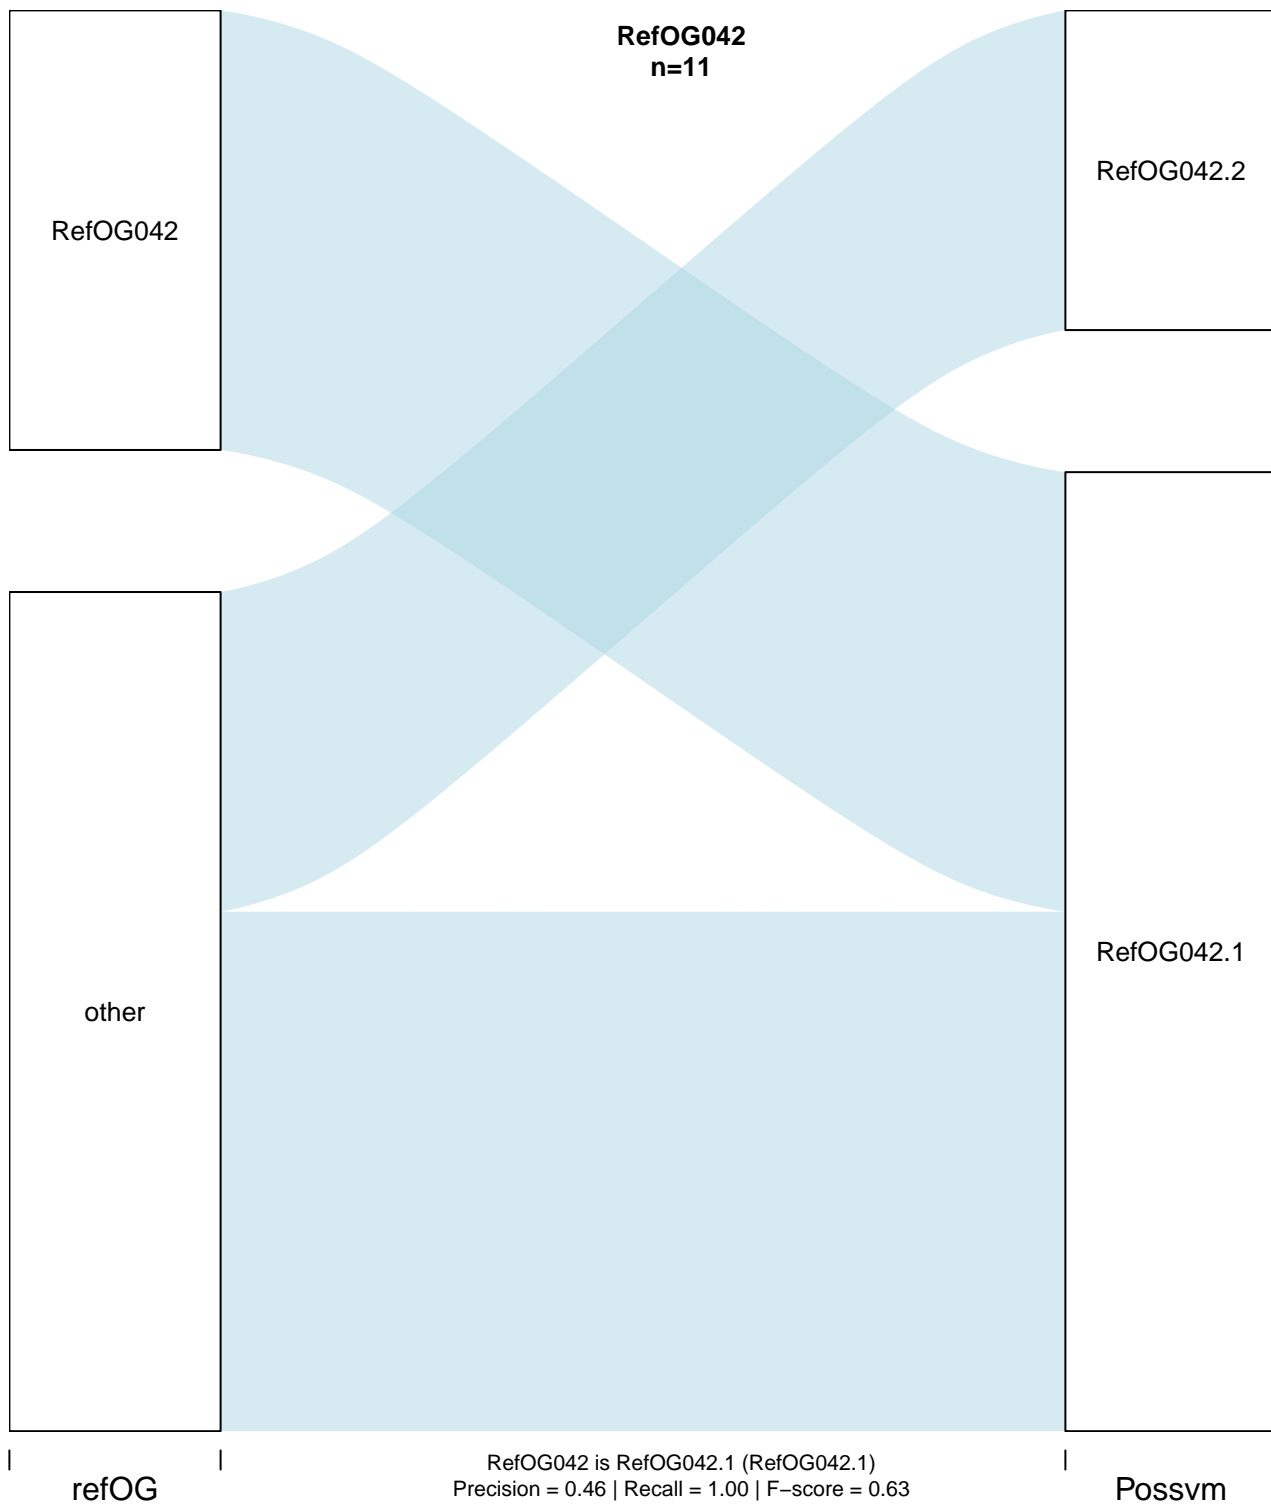 RefOG042
n=11
RefOG042
RefOG042.2
other
RefOG042.1
RefOG042 is RefOG042.1 (RefOG042.1)
Precision = 0.46 | Recall = 1.00 | F−score = 0.63
refOG
Possvm